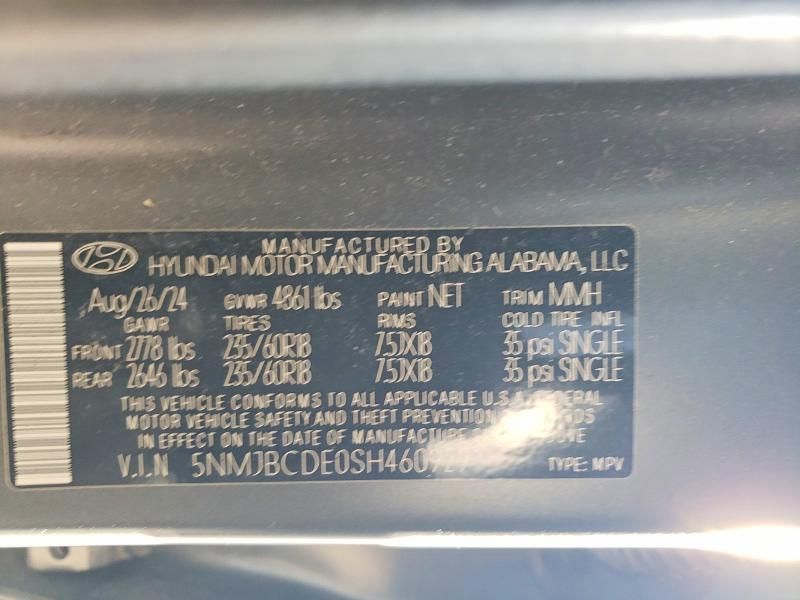 MANUFACTURED BY
HYUNDAI MOTOR MANUFACTURING ALABAMA, LLC
Aug/26/24 GVWR 4861 lbs PAINT NET TRIM MMH
GAWR TIRES RIMS COLD TIRE INFL
FRONT 2778 lbs 235/60R18 7.5JX18 35 psi SINGLE
REAR 2646 lbs 235/60R18 7.5JX18 35 psi SINGLE
THIS VEHICLE CONFORMS TO ALL APPLICABLE U.S.A. FEDERAL
MOTOR VEHICLE SAFETY AND THEFT PREVENTION
IN EFFECT ON THE DATE OF MANUFACTURE ABOVE
V.I.N TYPE: MPV